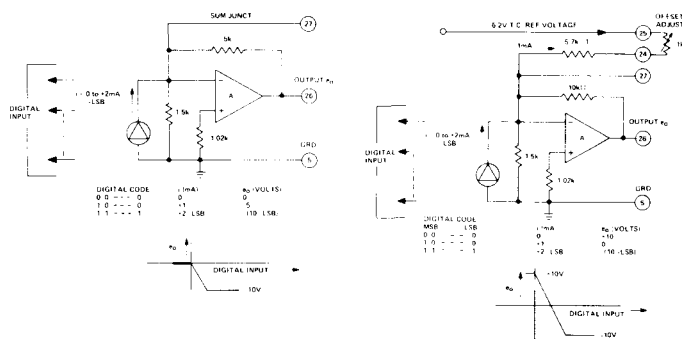 SUM JUNCT
27
5k
OUTPUT e₀
26
DIGITAL
INPUT
0 to +2mA
-LSB
1.5k
A
1.02k
GRD
5
DIGITAL CODE i (mA) e₀ (VOLTS)
0 0 --- 0 0 0
1 0 --- 0 +1 5
1 1 --- 1 +2 LSB (10 LSB)
e₀
DIGITAL INPUT
10V
6.2V T.C. REF VOLTAGE
OFFSET
ADJUST
25
24
1mA
5.7k
27
10k
OUTPUT e₀
26
DIGITAL
INPUT
0 to +2mA
LSB
1.5k
A
1.02k
GRD
5
DIGITAL CODE
MSB LSB mA e₀ (VOLTS)
0 0 --- 0 0 +10
1 0 --- 0 +1 0
1 1 --- 1 +2 LSB (10 -LSB)
e₀
+10V
DIGITAL INPUT
-10V